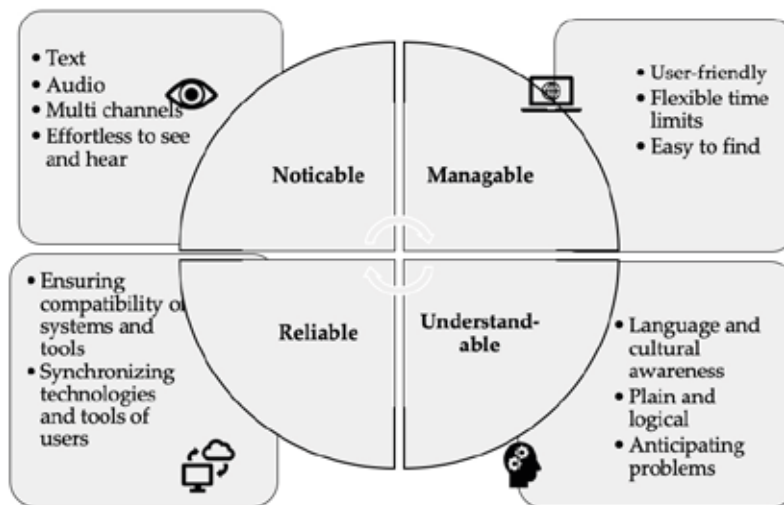 • Text
• Audio
• Multi channels
• Effortless to see
and hear
Noticable
Managable
• User-friendly
• Flexible time
limits
• Easy to find
• Ensuring
compatibility of
systems and
tools
• Synchronizing
technologies
and tools of
users
Reliable
Understand-
able
• Language and
cultural
awareness
• Plain and
logical
• Anticipating
problems